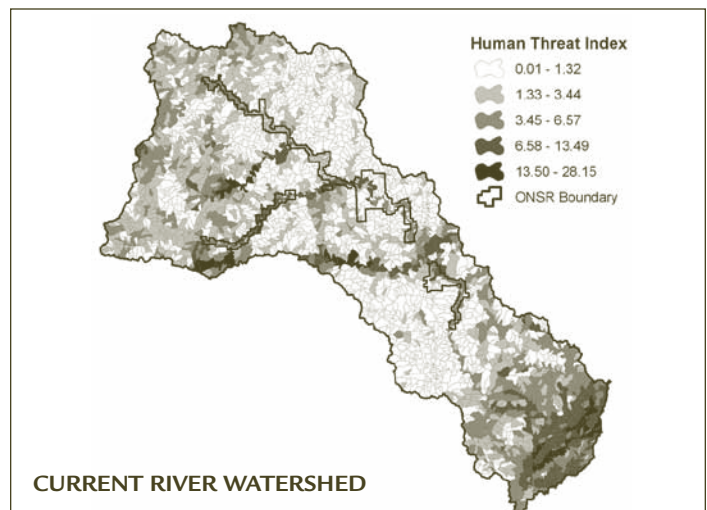 Human Threat Index
0.01 - 1.32
1.33 - 3.44
3.45 - 6.57
6.58 - 13.49
13.50 - 28.15
ONSR Boundary
CURRENT RIVER WATERSHED